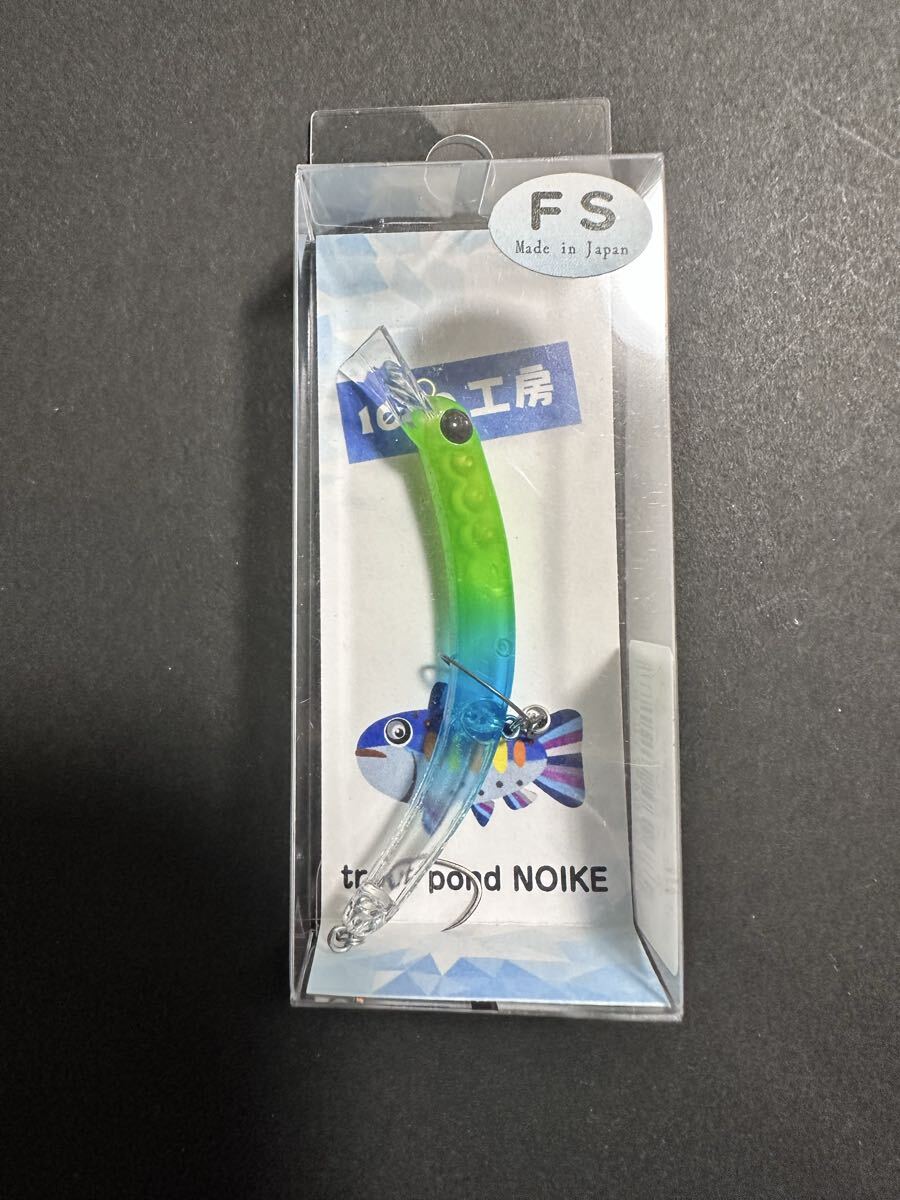 FS
Made in Japan
工房
pond NOIKE